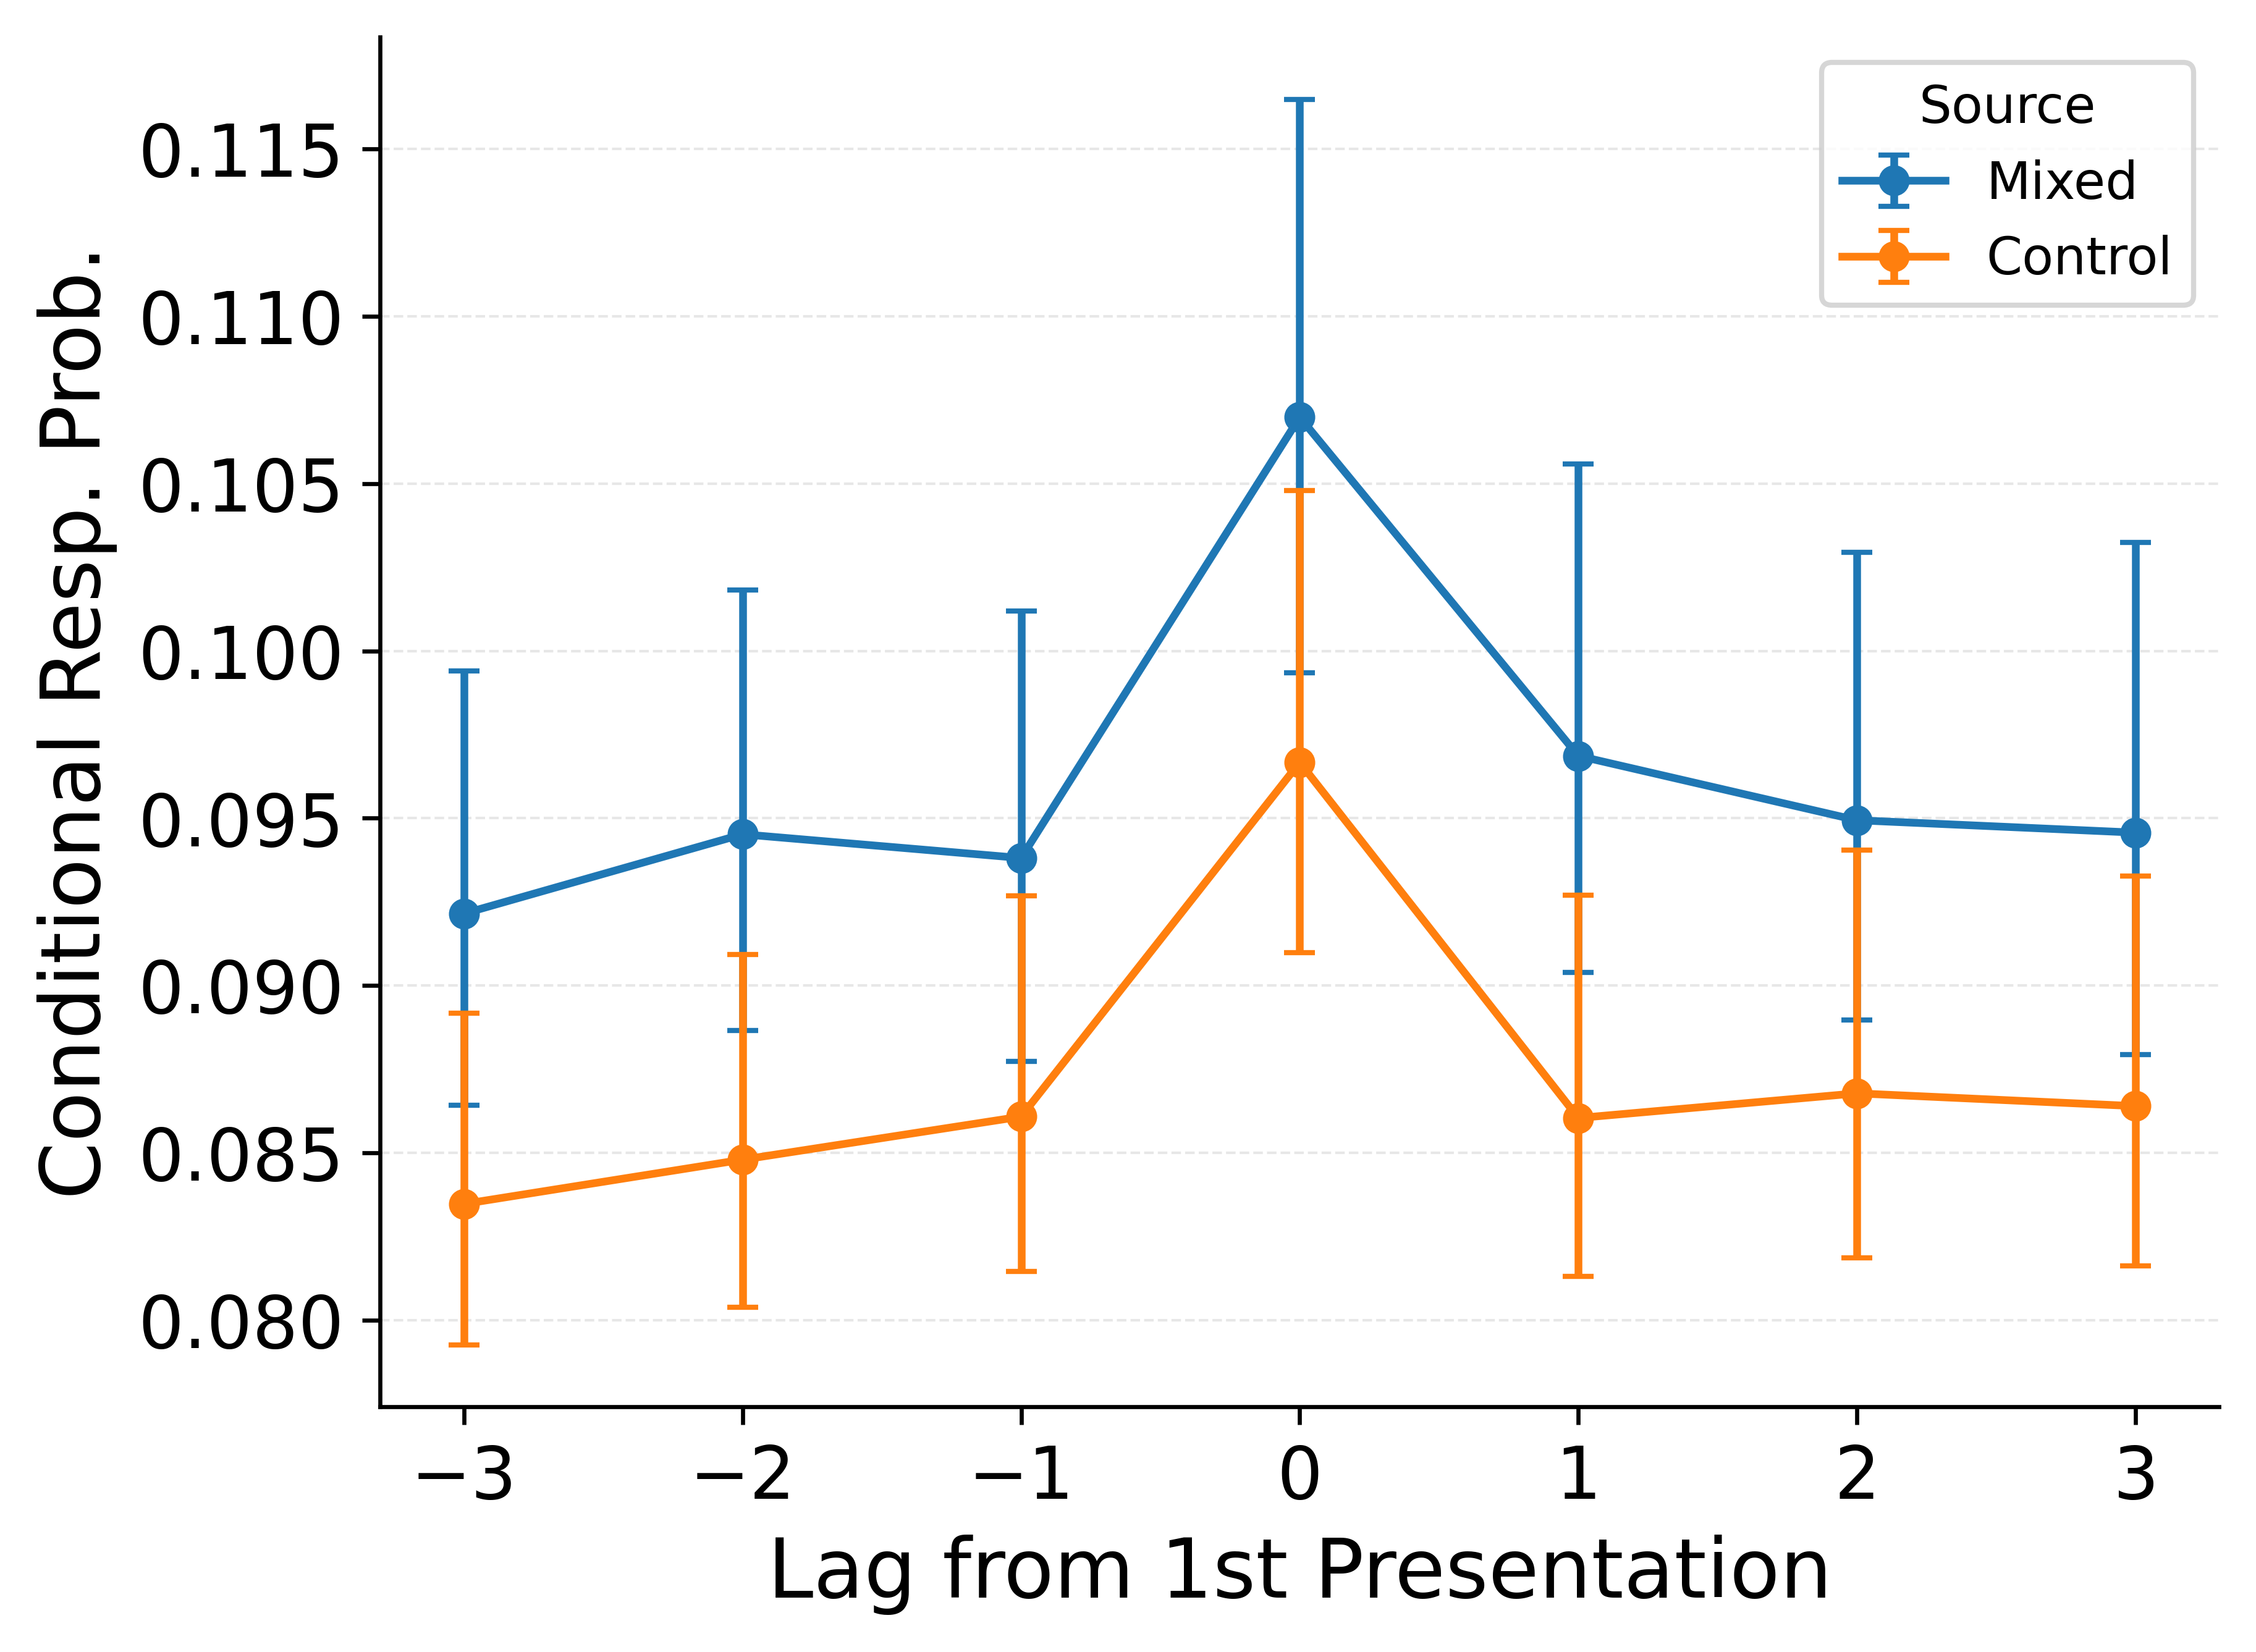 Conditional Resp. Prob.
0.115
0.110
0.105
0.100
0.095
0.090
0.085
0.080
Source
Mixed
Control
−3 −2 −1 0 1 2 3
Lag from 1st Presentation